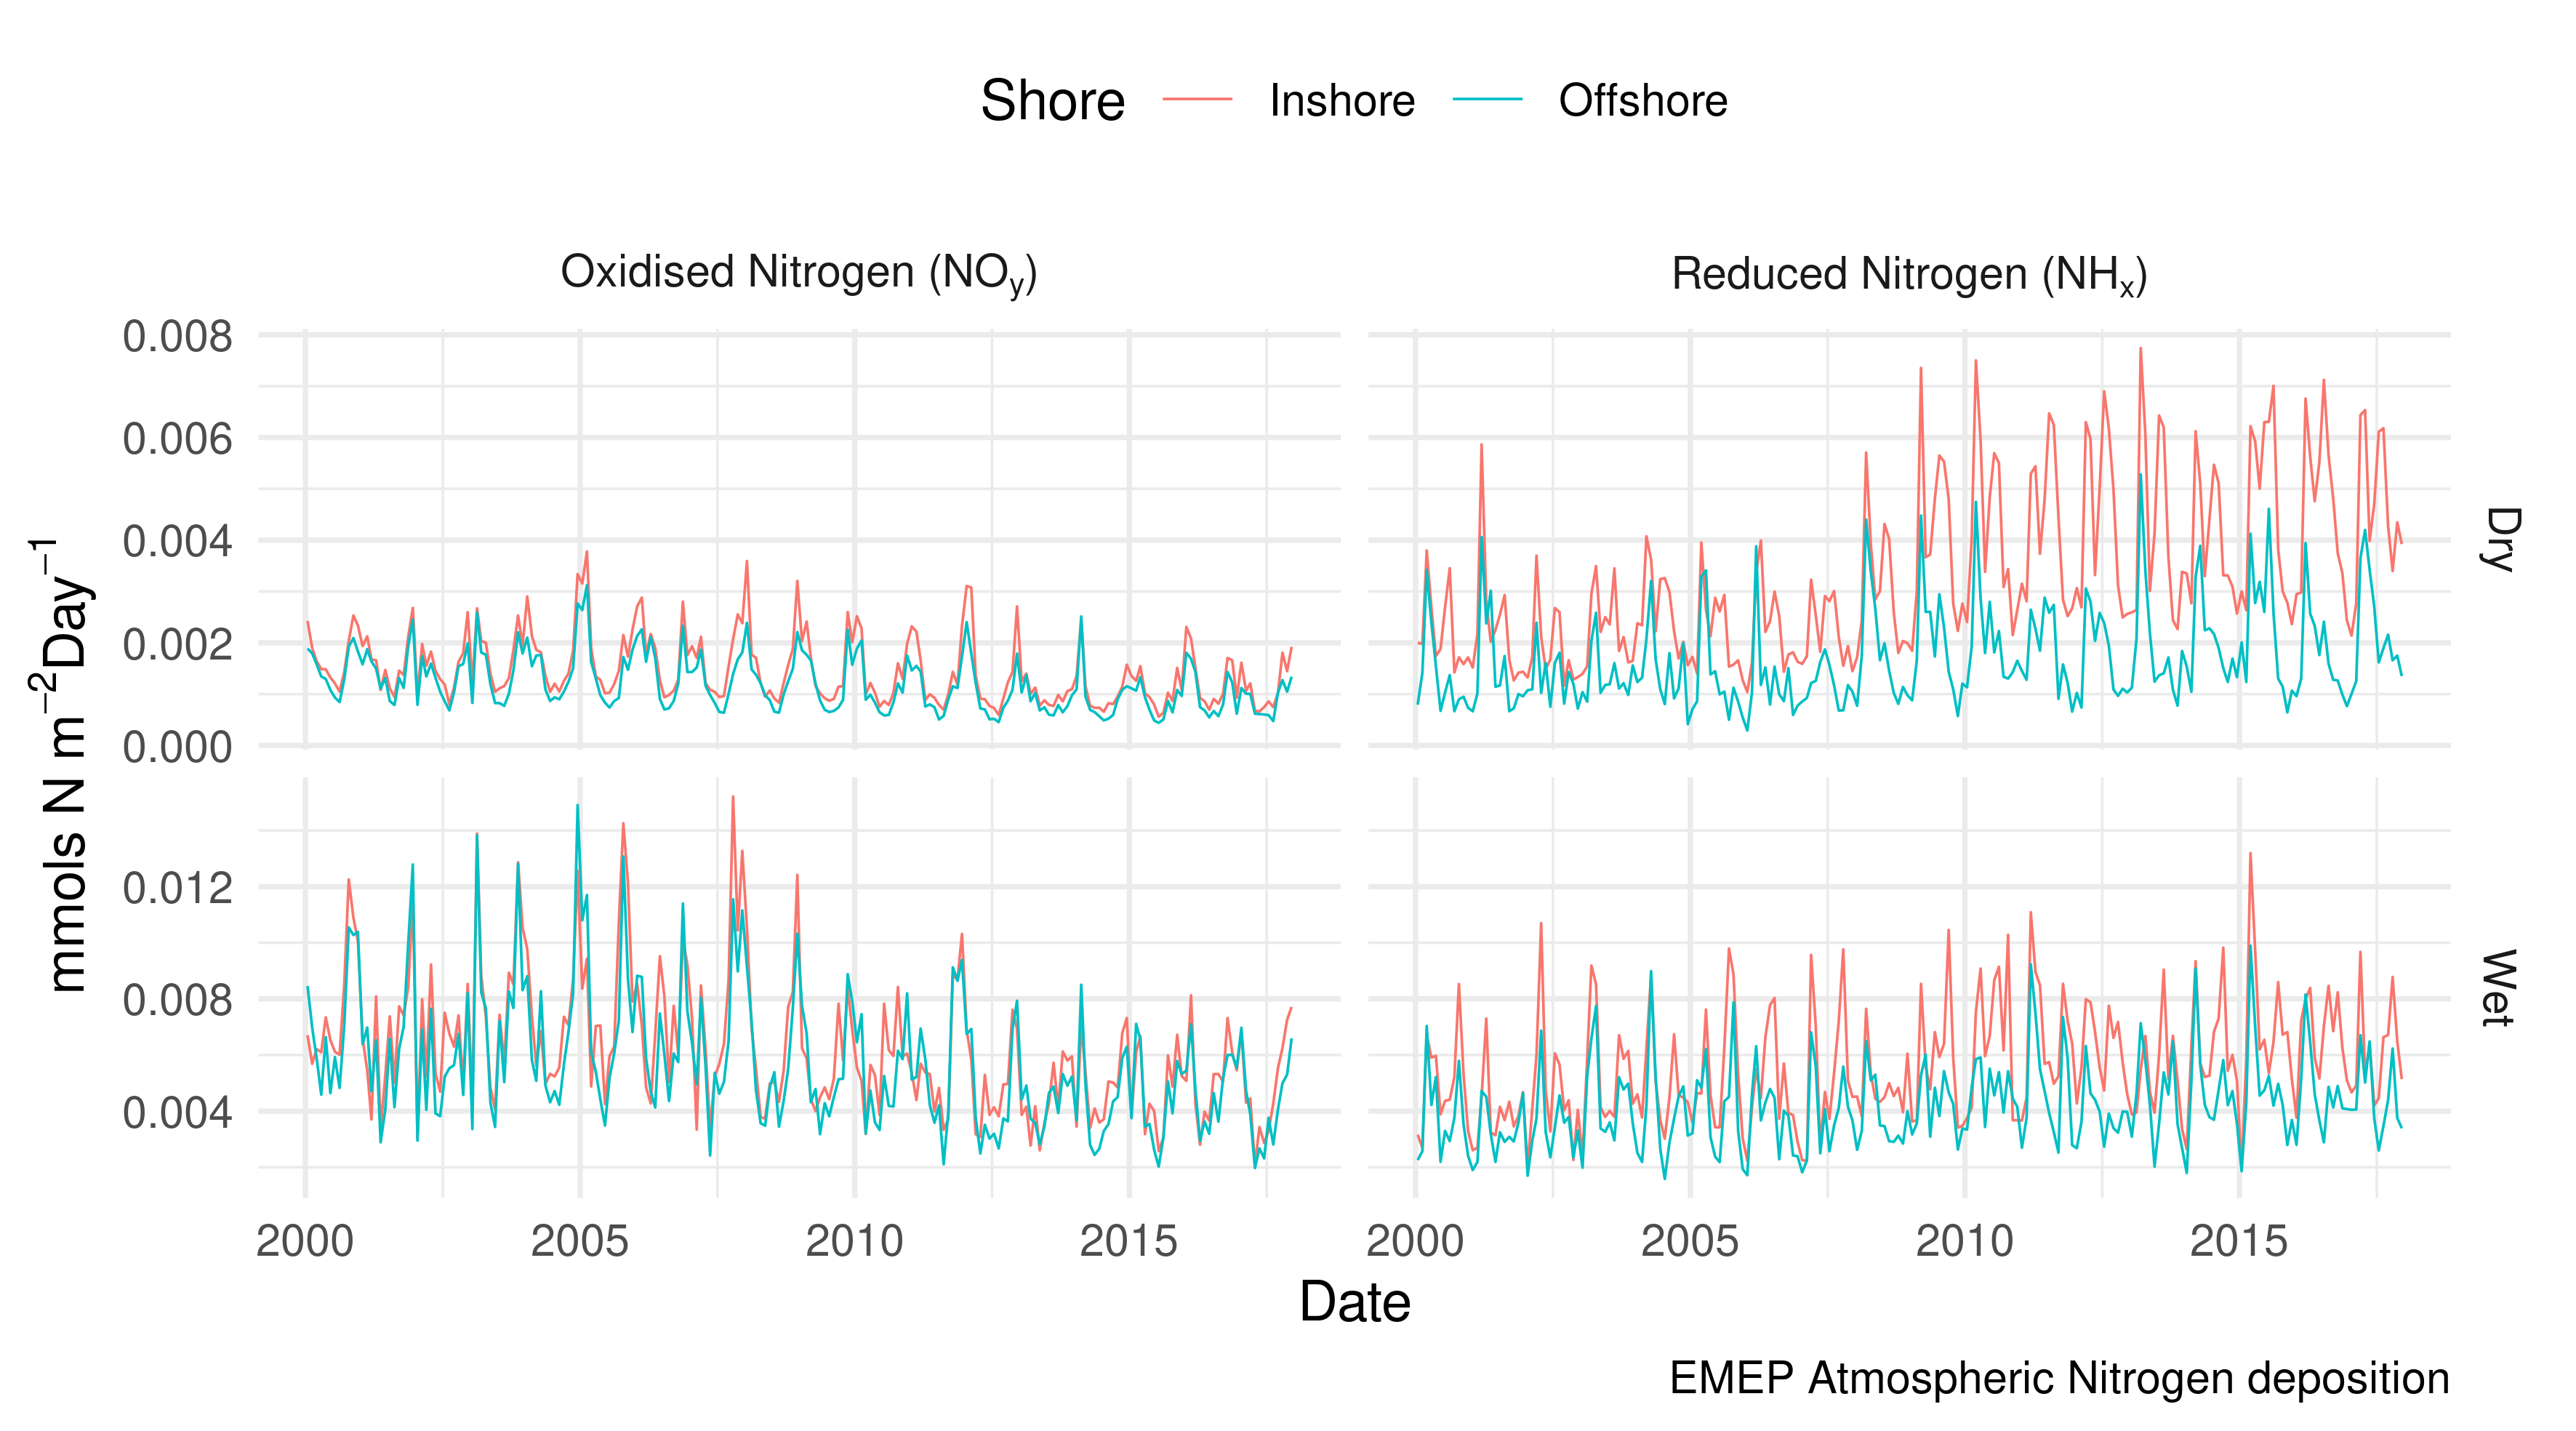 Shore Inshore Offshore
Oxidised Nitrogen (NOy) Reduced Nitrogen (NHx)
0.008
0.006
0.004
0.002
0.000
Dry
mmols N m−2Day−1
0.012
0.008
0.004
Wet
2000 2005 2010 2015 2000 2005 2010 2015
Date
EMEP Atmospheric Nitrogen deposition